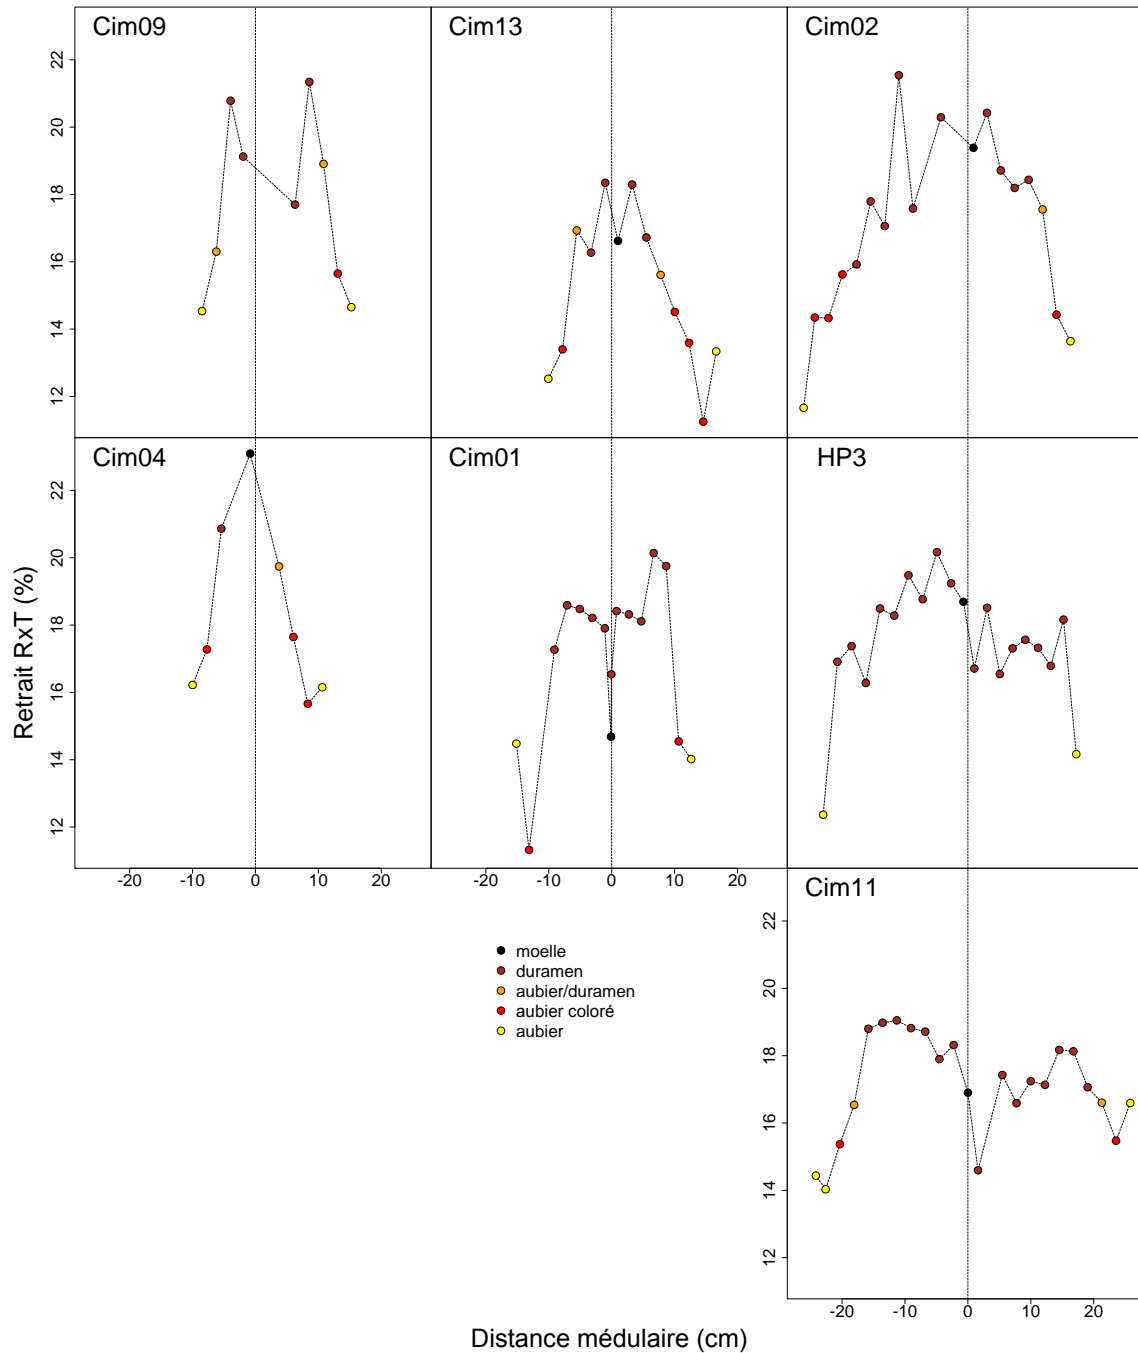 Cim09
Cim13
Cim02
22
20
18
16
14
12
Cim04
Cim01
HP3
22
20
18
16
14
12
Retrait RxT (%)
-20 -10 0 10 20
-20 -10 0 10 20
Cim11
moelle
duramen
aubier/duramen
aubier coloré
aubier
22
20
18
16
14
12
-20 -10 0 10 20
Distance médulaire (cm)